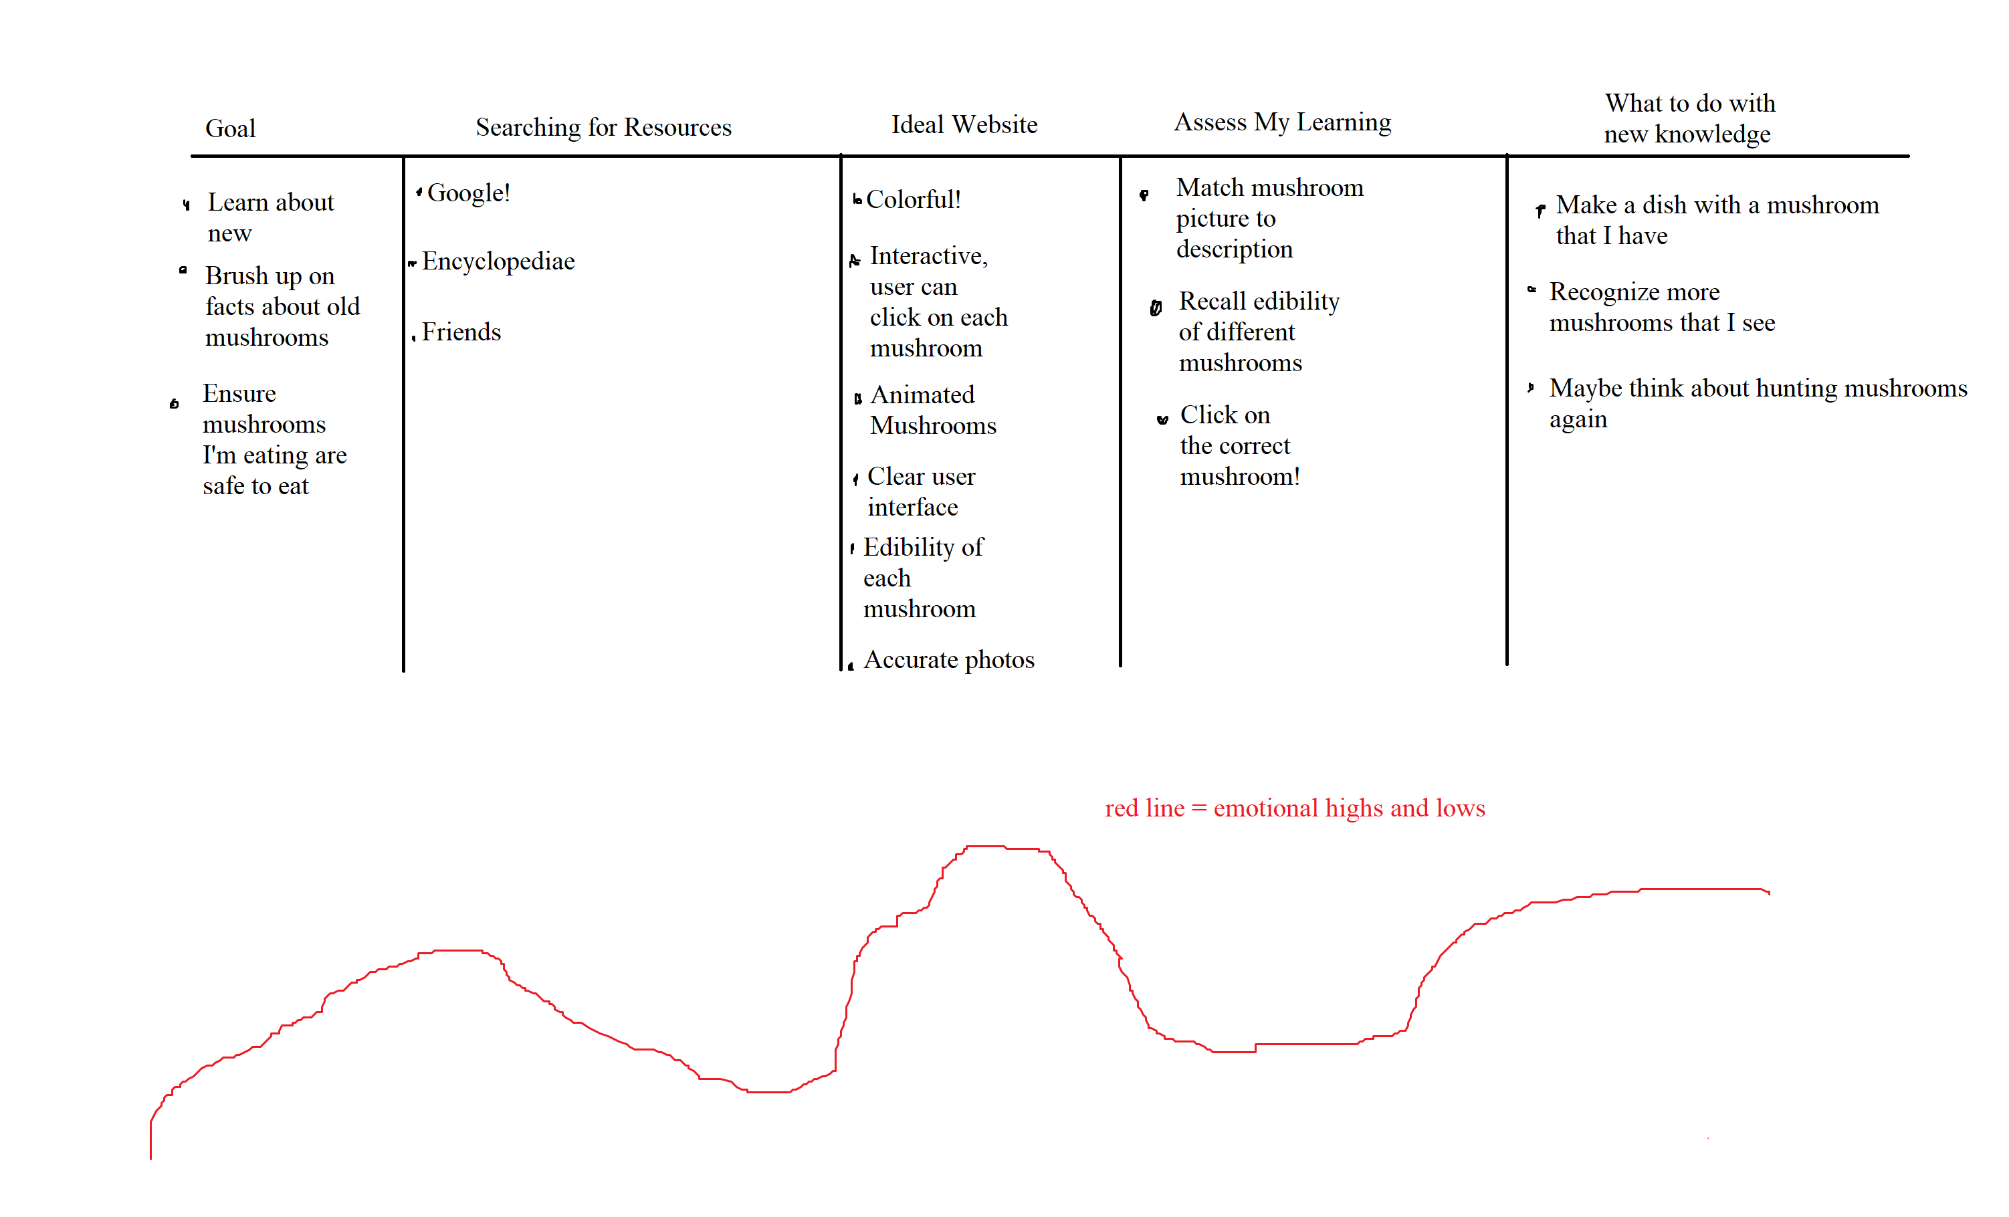 Goal
Searching for Resources
Ideal Website
Assess My Learning
What to do with
new knowledge
Learn about
new
Brush up on
facts about old
mushrooms
Ensure
mushrooms
I'm eating are
safe to eat
Google!
Encyclopediae
Friends
Colorful!
Interactive,
user can
click on each
mushroom
Animated
Mushrooms
Clear user
interface
Edibility of
each
mushroom
Accurate photos
Match mushroom
picture to
description
Recall edibility
of different
mushrooms
Click on
the correct
mushroom!
Make a dish with a mushroom
that I have
Recognize more
mushrooms that I see
Maybe think about hunting mushrooms
again
red line = emotional highs and lows